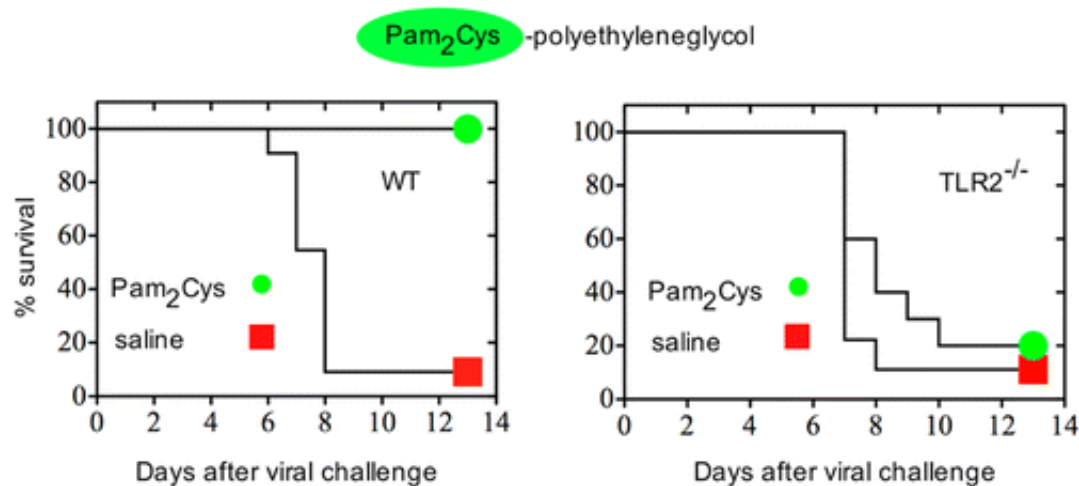 Pam2Cys -polyethyleneglycol
% survival
100
80
60
40
20
0
WT
Pam2Cys
saline
0 2 4 6 8 10 12 14
Days after viral challenge
100
80
60
40
20
0
TLR2-/-
Pam2Cys
saline
0 2 4 6 8 10 12 14
Days after viral challenge